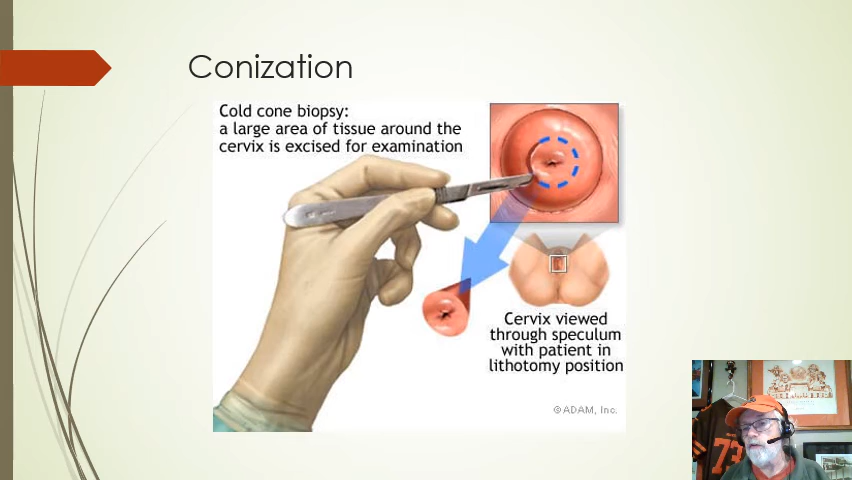 Conization
Cold cone biopsy:
a large area of tissue around the
cervix is excised for examination
Cervix viewed
through speculum
with patient in
lithotomy position
©ADAM, Inc.
73